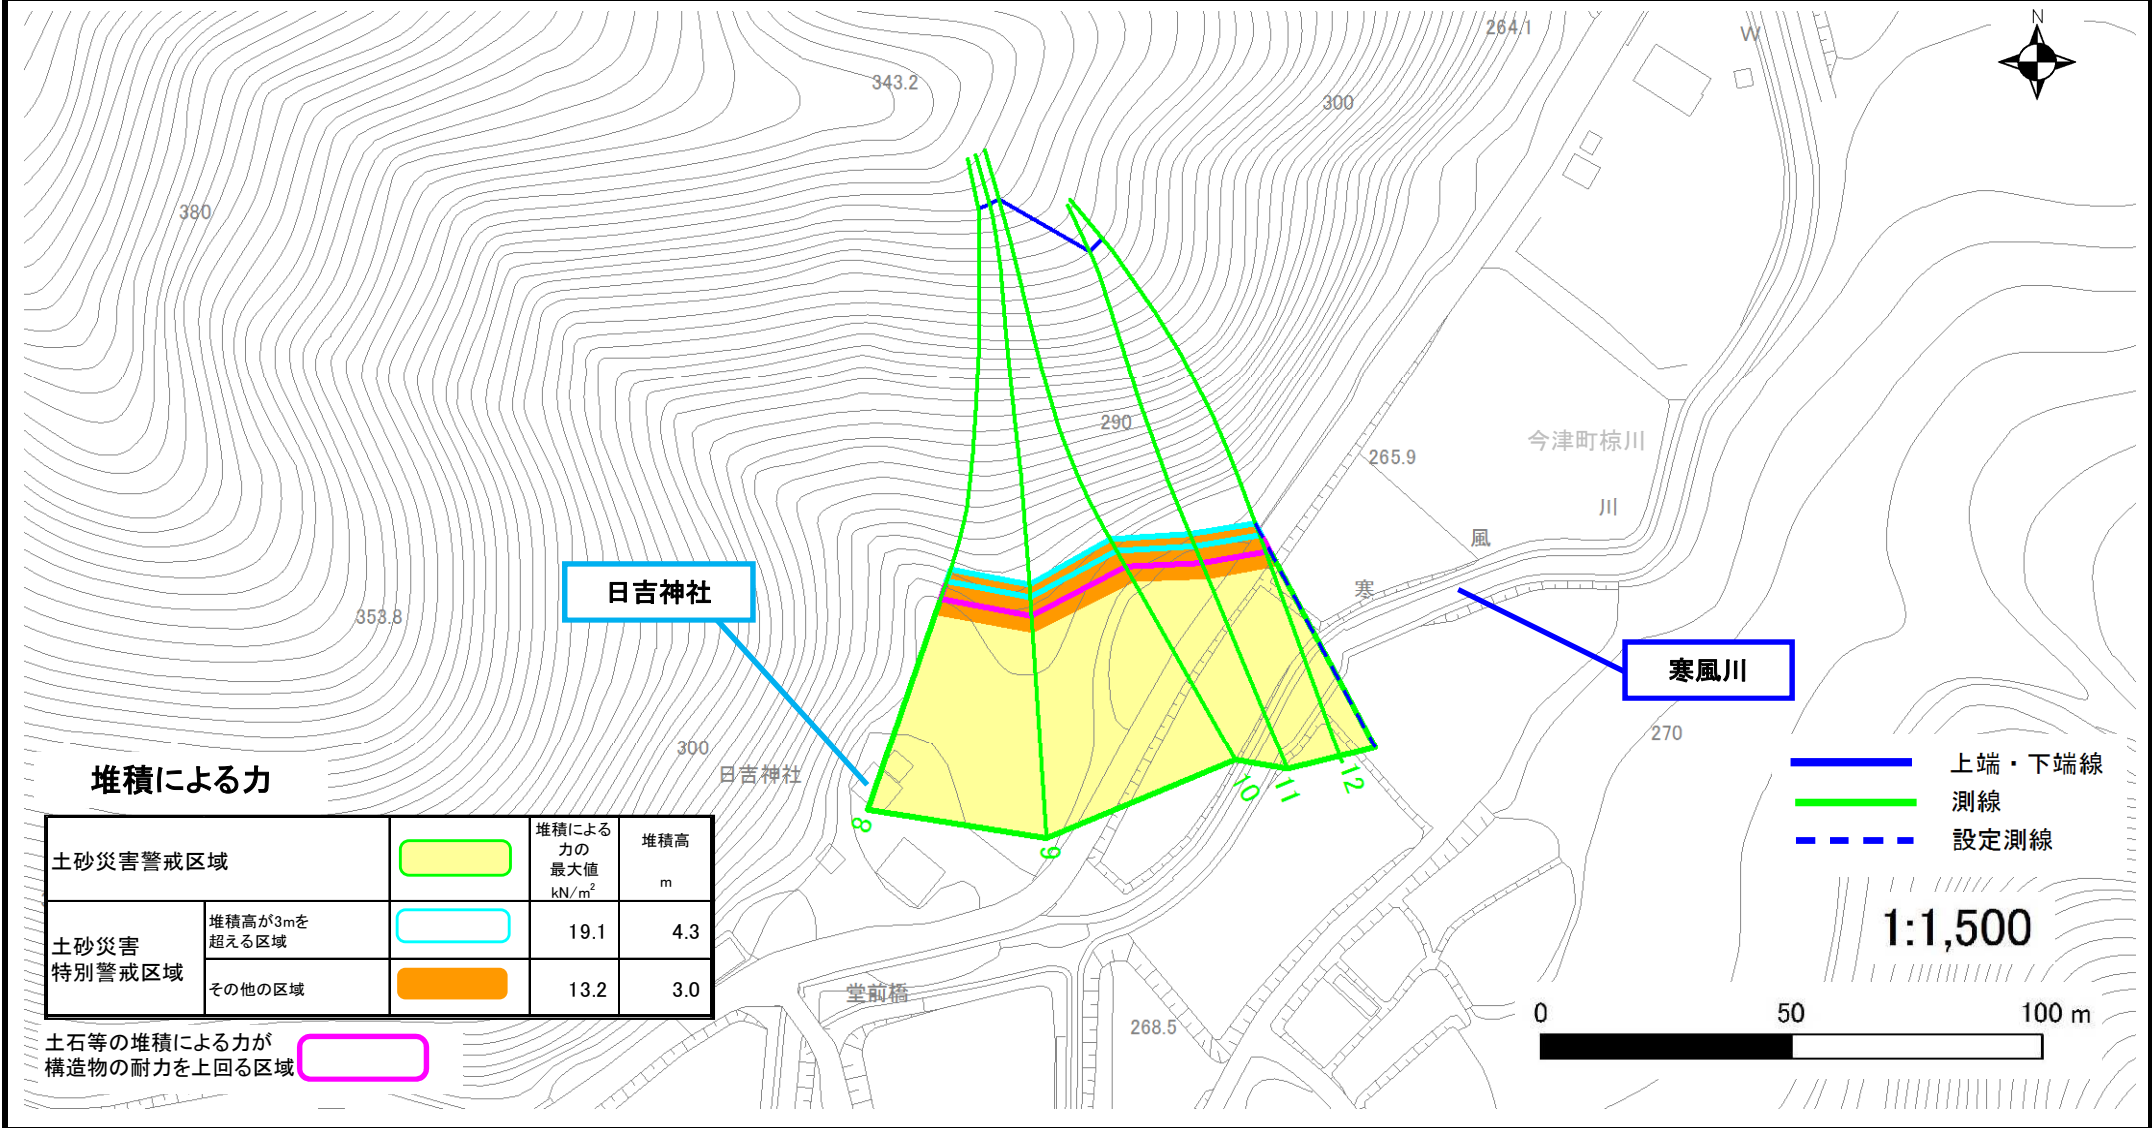 N
264.1
W
343.2
300
380
290
265.9
今津町椋川
川
風
寒
日吉神社
353.8
寒風川
300
日吉神社
270
8
9
10
11
12
堆積による力
土砂災害警戒区域
堆積による
力の
最大値
kN/m²
堆積高
m
土砂災害
特別警戒区域
堆積高が3mを
超える区域
19.1
4.3
その他の区域
13.2
3.0
土石等の堆積による力が
構造物の耐力を上回る区域
堂前橋
268.5
上端・下端線
測線
設定測線
1:1,500
0 50 100 m